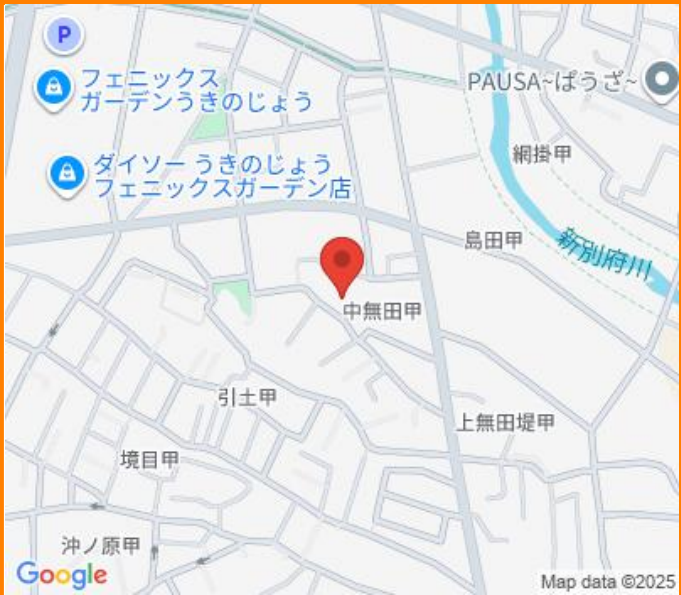 P
フェニックス
ガーデンうきのじょう
PAUSA~ぱうざ~
網掛甲
ダイソー うきのじょう
フェニックスガーデン店
島田甲
新別府川
中無田甲
引土甲
上無田堤甲
境目甲
沖ノ原甲
Google
Map data ©2025